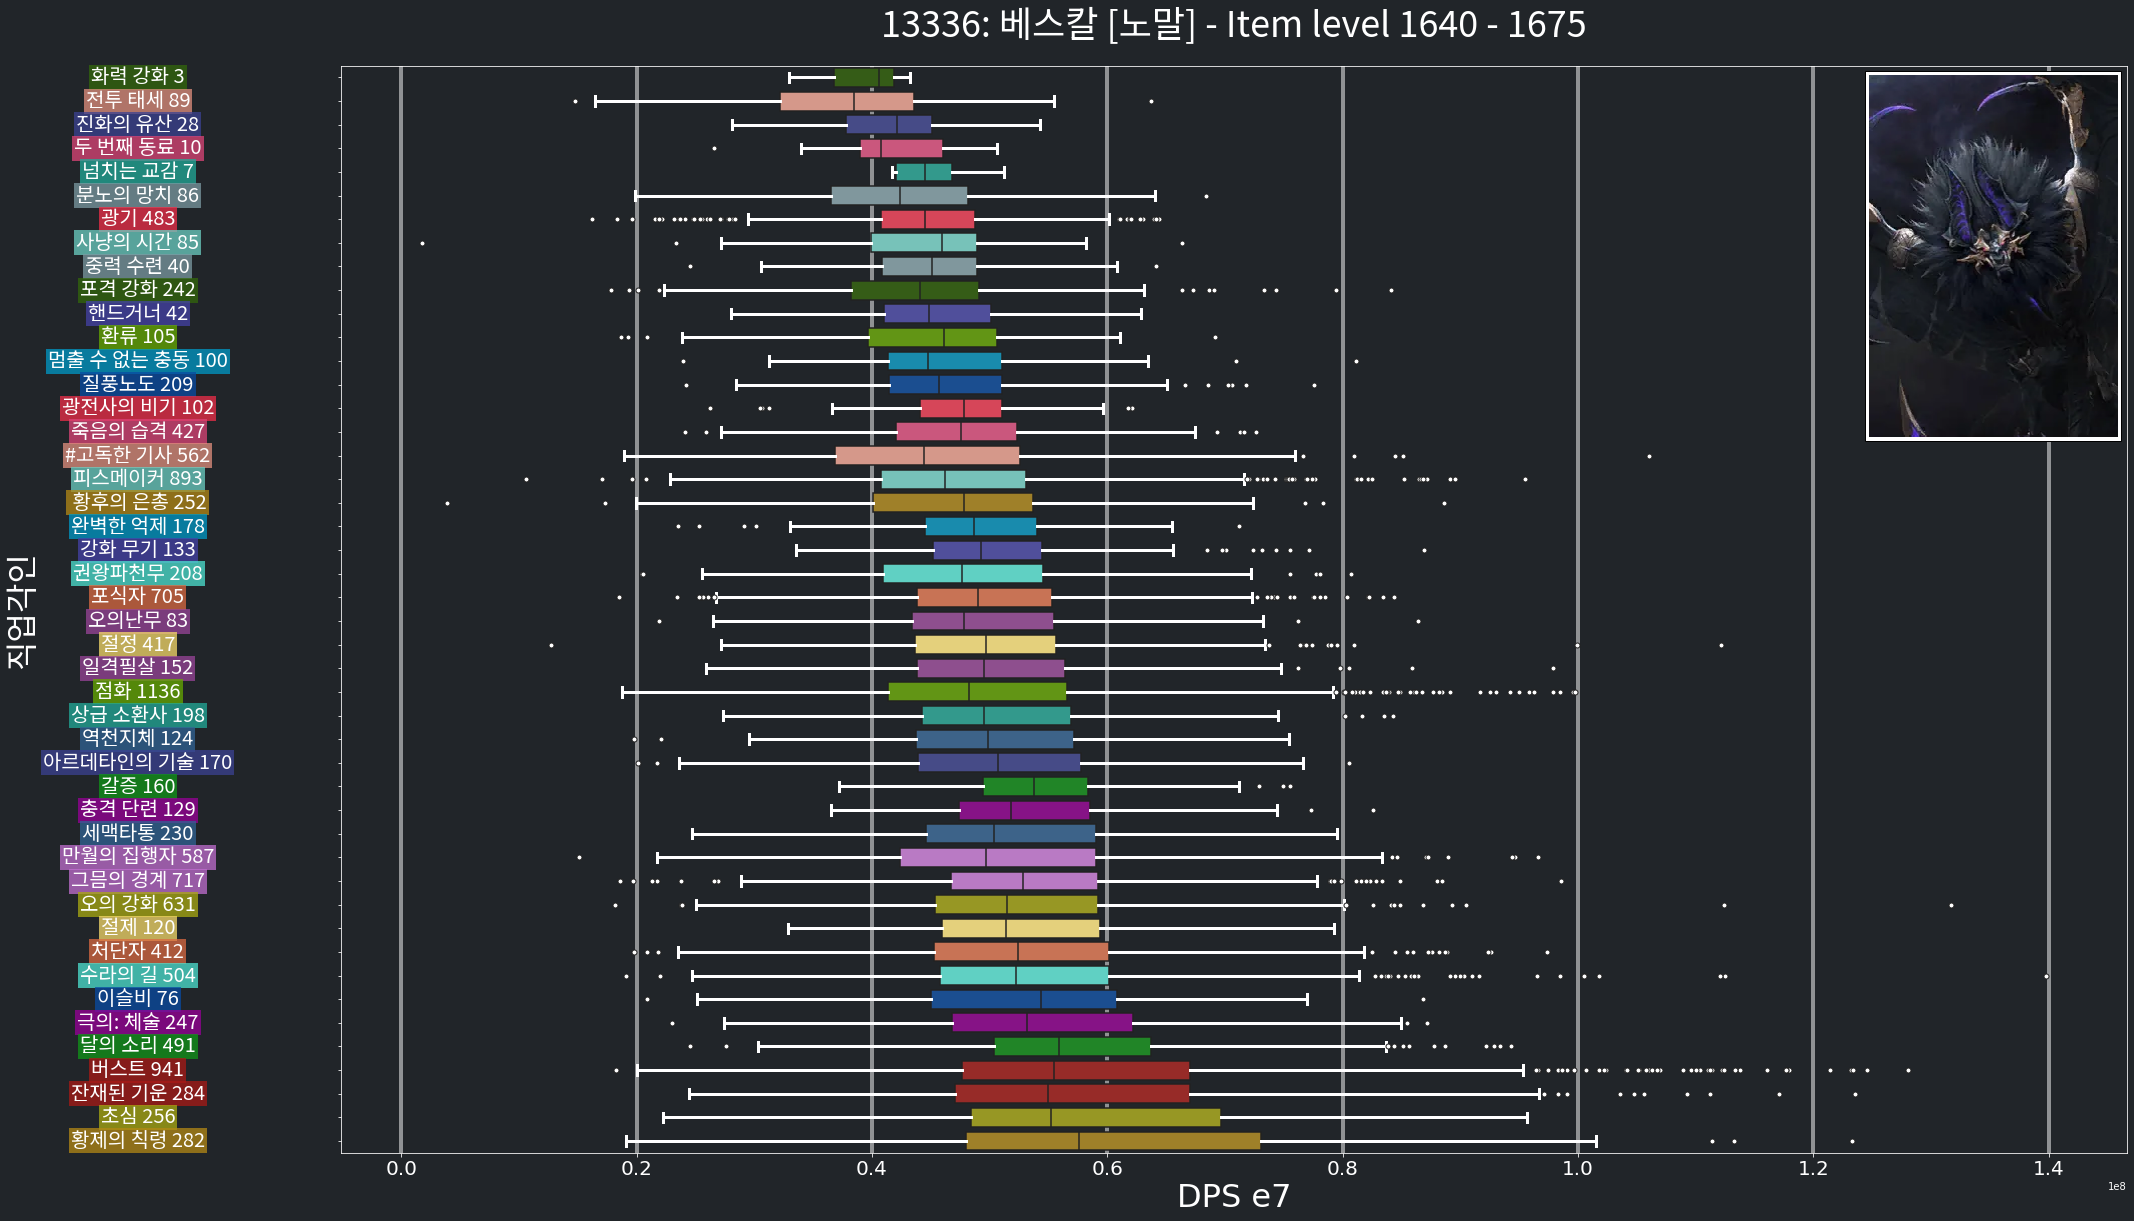 13336: 베스칼 [노말] - Item level 1640 - 1675
직업각인
화력 강화 3
전투 태세 89
진화의 유산 28
두 번째 동료 10
넘치는 교감 7
분노의 망치 86
광기 483
사냥의 시간 85
중력 수련 40
포격 강화 242
핸드거너 42
환류 105
멈출 수 없는 충동 100
질풍노도 209
광전사의 비기 102
죽음의 습격 427
#고독한 기사 562
피스메이커 893
황후의 은총 252
완벽한 억제 178
강화 무기 133
권왕파천무 208
포식자 705
오의난무 83
절정 417
일격필살 152
점화 1136
상급 소환사 198
역천지체 124
아르데타인의 기술 170
갈증 160
충격 단련 129
세맥타통 230
만월의 집행자 587
그믐의 경계 717
오의 강화 631
절제 120
처단자 412
수라의 길 504
이슬비 76
극의: 체술 247
달의 소리 491
버스트 941
잔재된 기운 284
초심 256
황제의 칙령 282
0.0 0.2 0.4 0.6 0.8 1.0 1.2 1.4
DPS e7
1e8